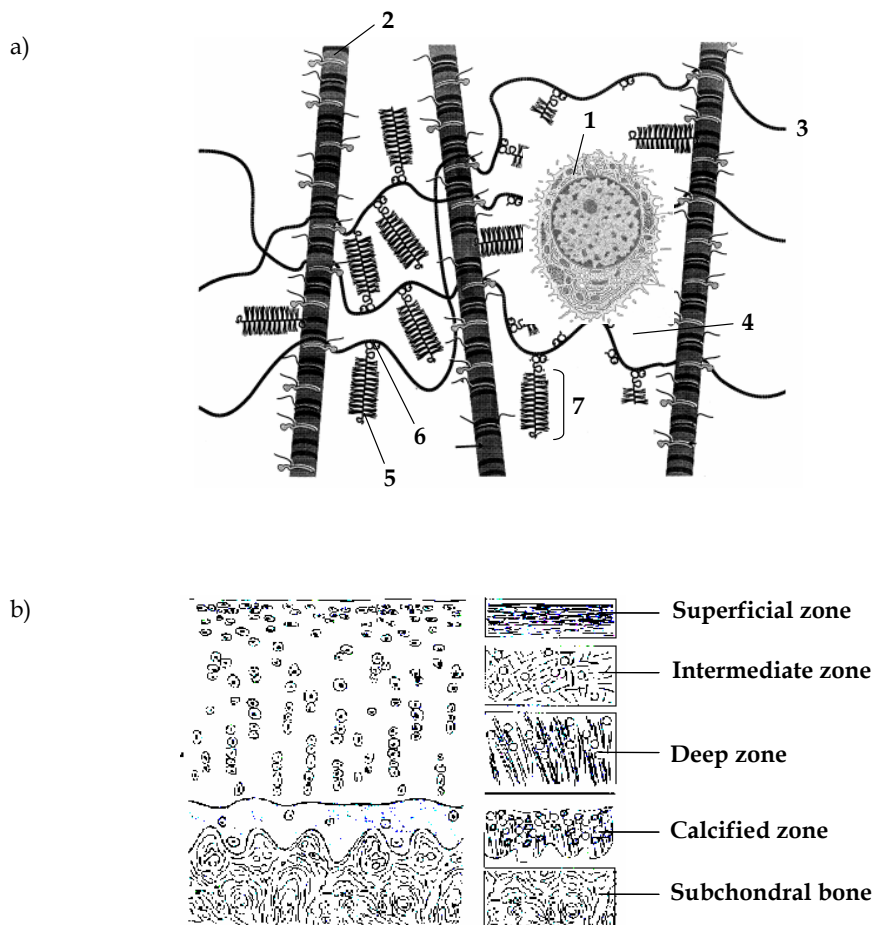 a)
2
1
3
4
7
6
5
b)
Superficial zone
Intermediate zone
Deep zone
Calcified zone
Subchondral bone